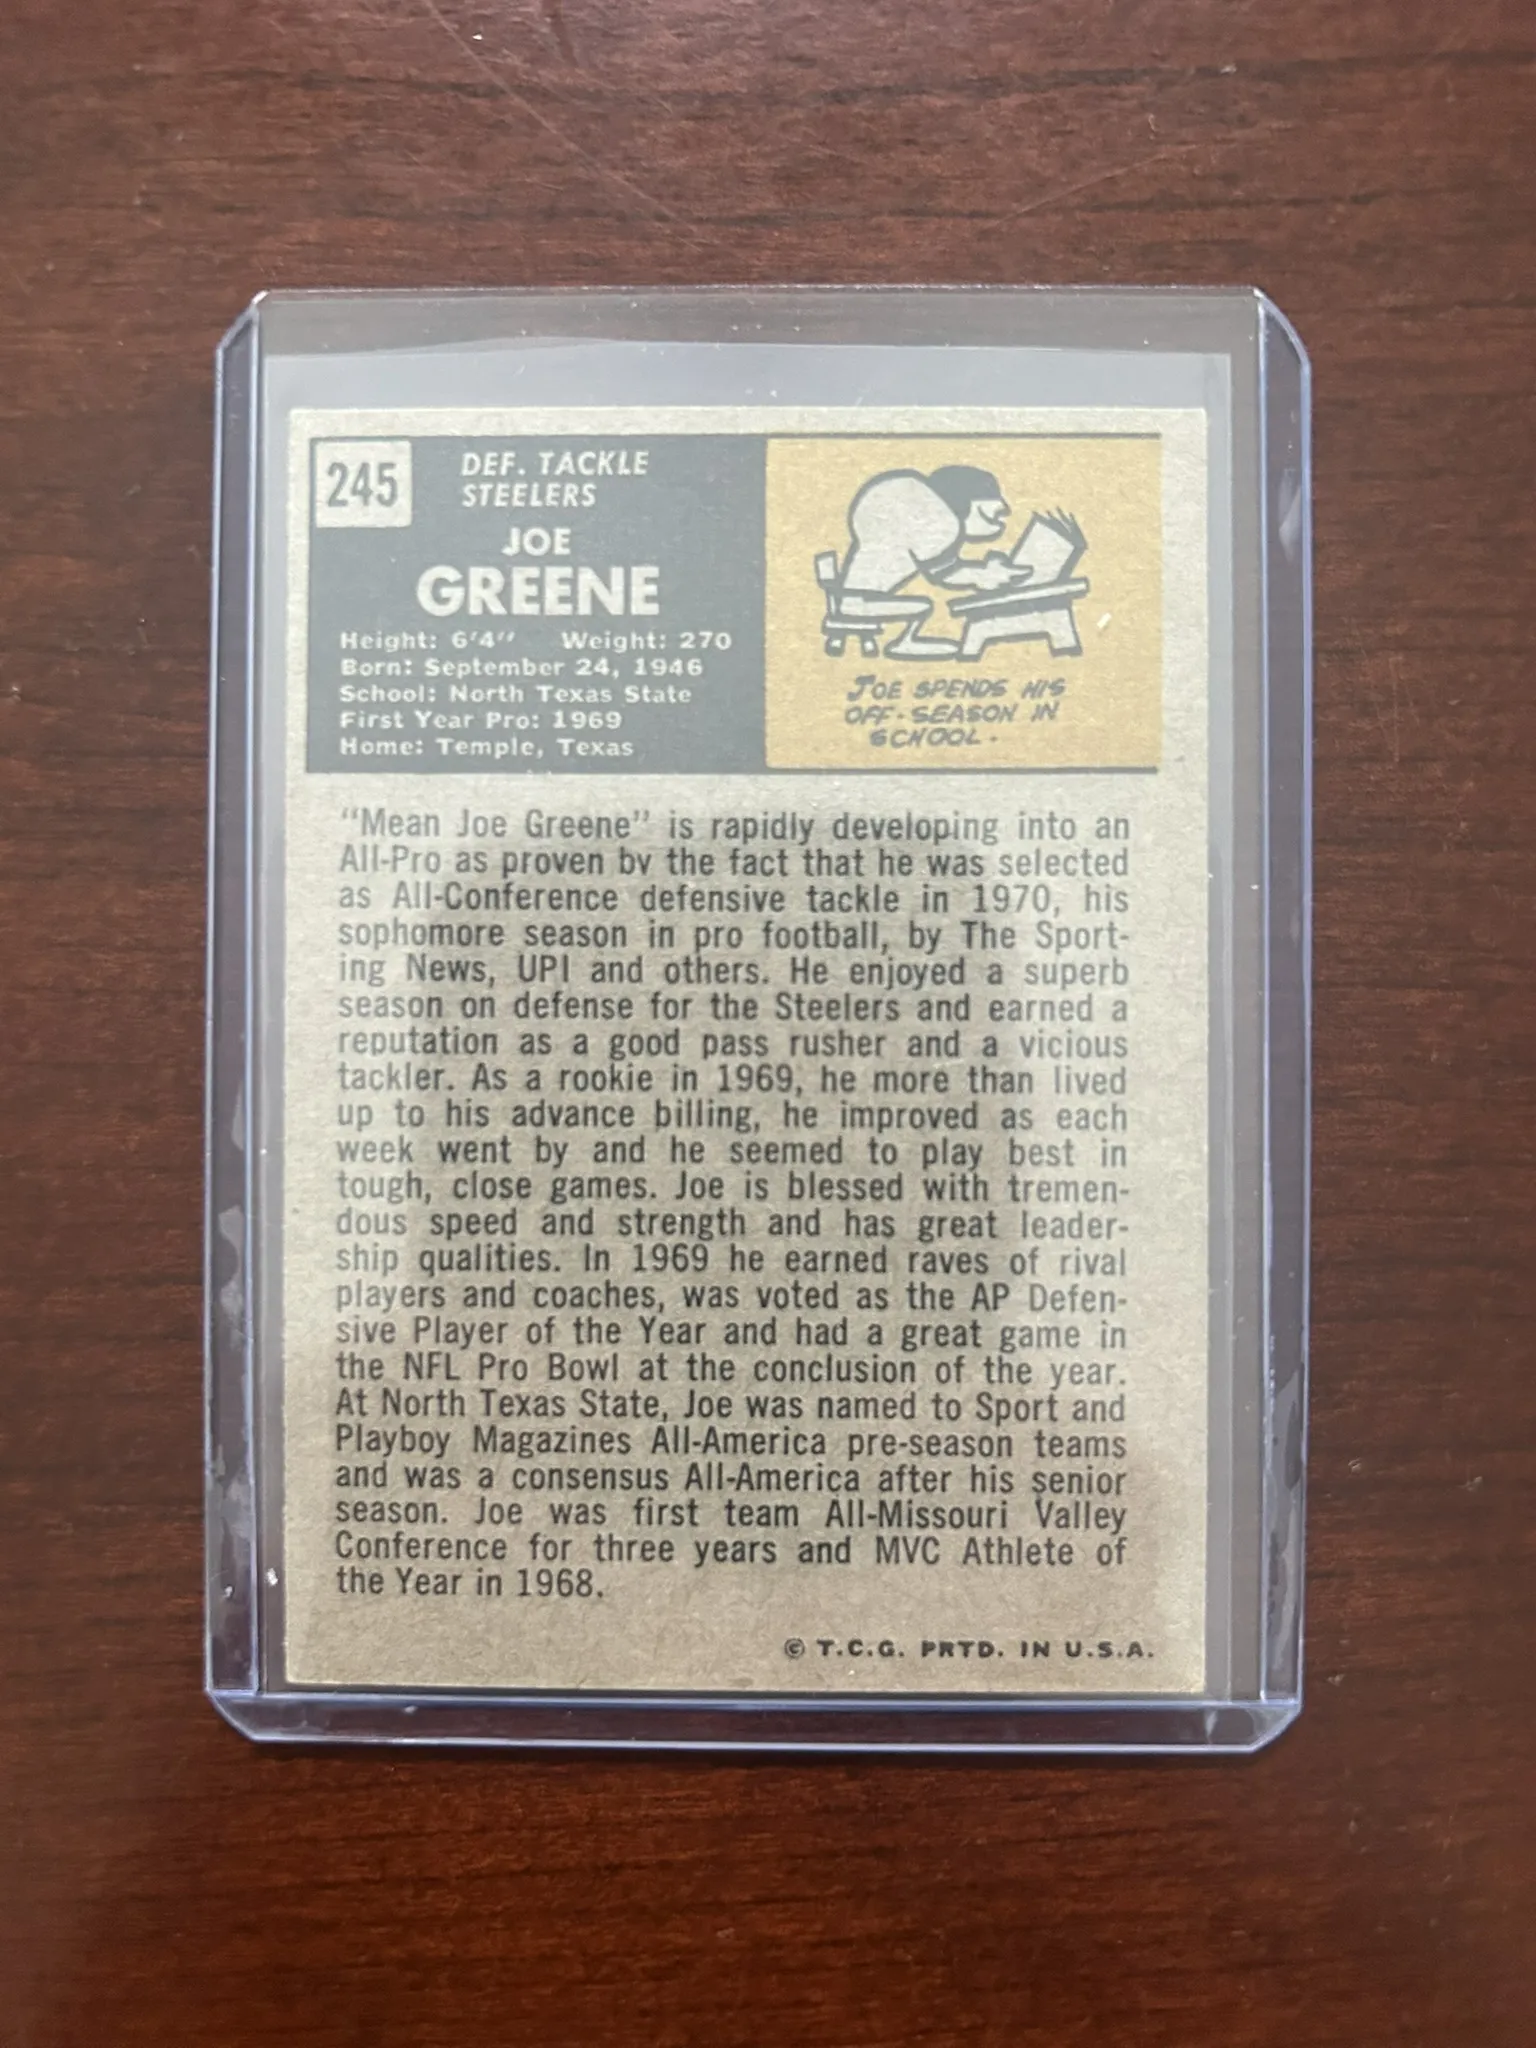 245
DEF. TACKLE
STEELERS
JOE
GREENE
Height: 6'4" Weight: 270
Born: September 24, 1946
School: North Texas State
First Year Pro: 1969
Home: Temple, Texas
JOE SPENDS HIS
OFF-SEASON IN
SCHOOL.
"Mean Joe Greene" is rapidly developing into an
All-Pro as proven by the fact that he was selected
as All-Conference defensive tackle in 1970, his
sophomore season in pro football, by The Sport-
ing News, UPI and others. He enjoyed a superb
season on defense for the Steelers and earned a
reputation as a good pass rusher and a vicious
tackler. As a rookie in 1969, he more than lived
up to his advance billing, he improved as each
week went by and he seemed to play best in
tough, close games. Joe is blessed with tremen-
dous speed and strength and has great leader-
ship qualities. In 1969 he earned raves of rival
players and coaches, was voted as the AP Defen-
sive Player of the Year and had a great game in
the NFL Pro Bowl at the conclusion of the year.
At North Texas State, Joe was named to Sport and
Playboy Magazines All-America pre-season teams
and was a consensus All-America after his senior
season. Joe was first team All-Missouri Valley
Conference for three years and MVC Athlete of
the Year in 1968.
© T.C.G. PRTD. IN U.S.A.